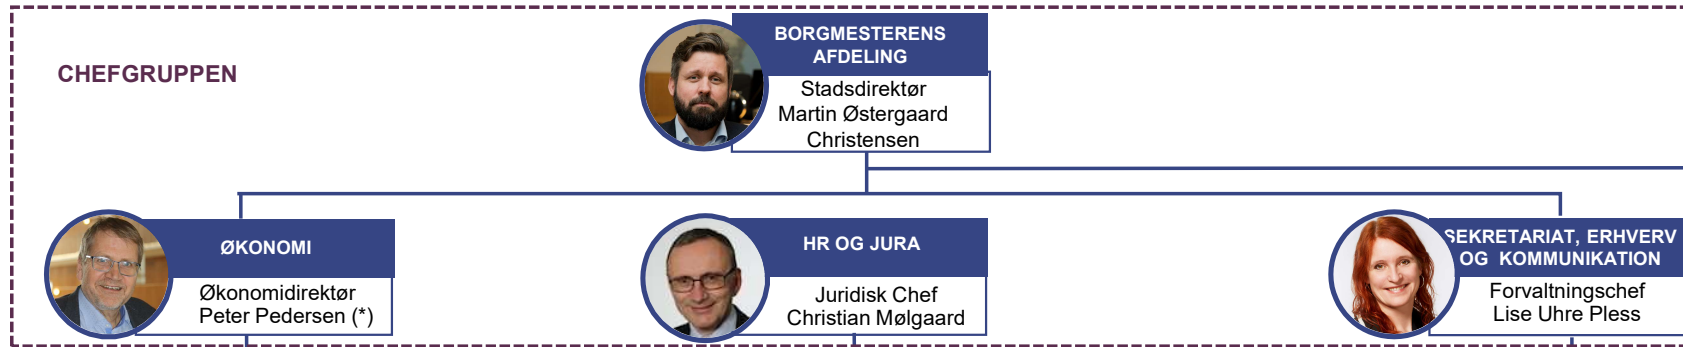 CHEFGRUPPEN
BORGMESTERENS
AFDELING
Stadsdirektør
Martin Østergaard
Christensen
ØKONOMI
Økonomidirektør
Peter Pedersen (*)
HR OG JURA
Juridisk Chef
Christian Mølgaard
SEKRETARIAT, ERHVERV
OG KOMMUNIKATION
Forvaltningschef
Lise Uhre Pless